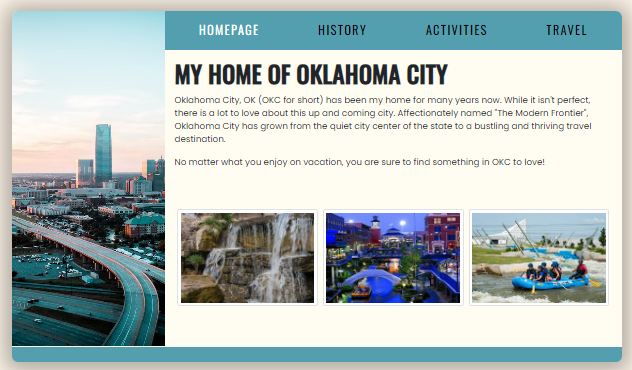 HOMEPAGE HISTORY ACTIVITIES TRAVEL
MY HOME OF OKLAHOMA CITY
Oklahoma City, OK (OKC for short) has been my home for many years now. While it isn't perfect,
there is a lot to love about this up and coming city. Affectionately named "The Modern Frontier",
Oklahoma City has grown from the quiet city center of the state to a bustling and thriving travel
destination.
No matter what you enjoy on vacation, you are sure to find something in OKC to love!